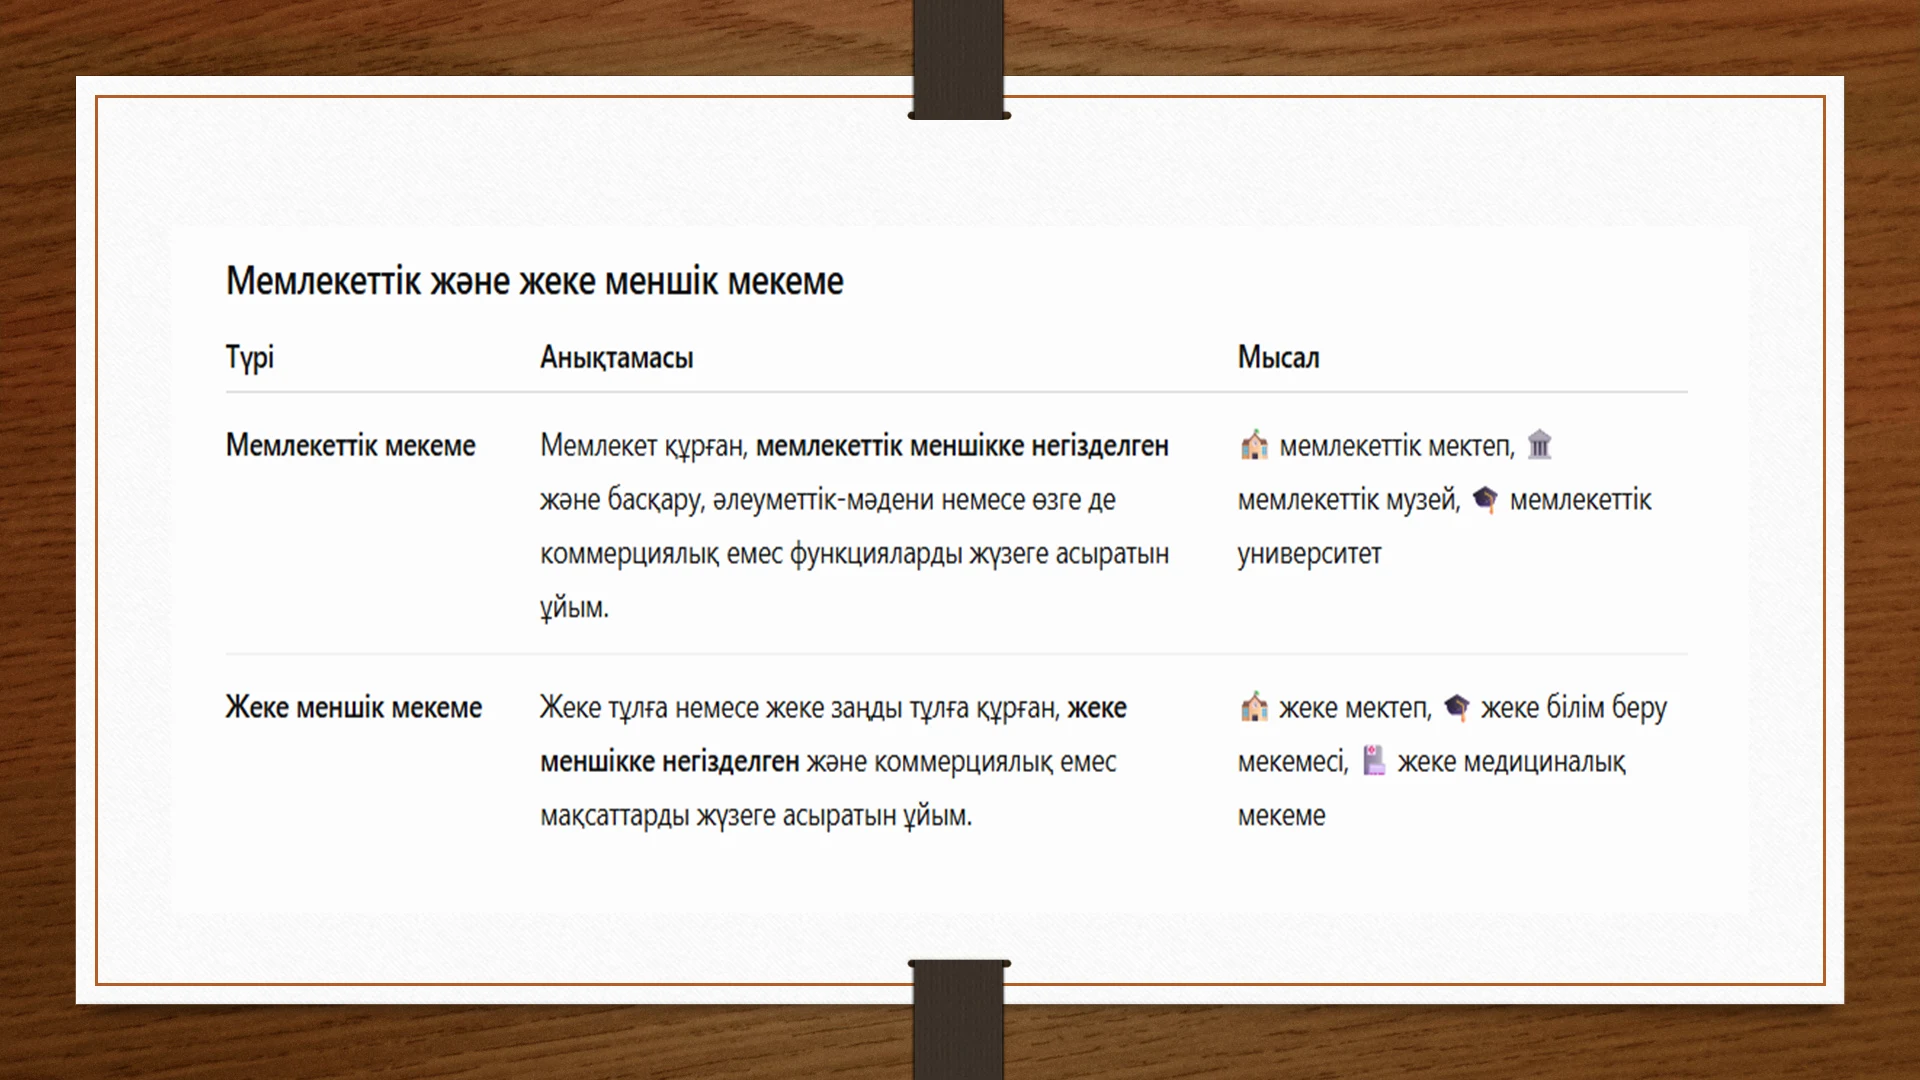 Мемлекеттік және жеке меншік мекеме
Түрі Анықтамасы Мысал
Мемлекеттік мекеме
Мемлекет құрған, мемлекеттік меншікке негізделген
және басқару, әлеуметтік-мәдени немесе өзге де
коммерциялық емес функцияларды жүзеге асыратын
ұйым.
🏫 мемлекеттік мектеп, 🏛
мемлекеттік музей, 🎓 мемлекеттік
университет
Жеке меншік мекеме
Жеке тұлға немесе жеке заңды тұлға құрған, жеке
меншікке негізделген және коммерциялық емес
мақсаттарды жүзеге асыратын ұйым.
🏫 жеке мектеп, 🎓 жеке білім беру
мекемесі, 🏥 жеке медициналық
мекеме